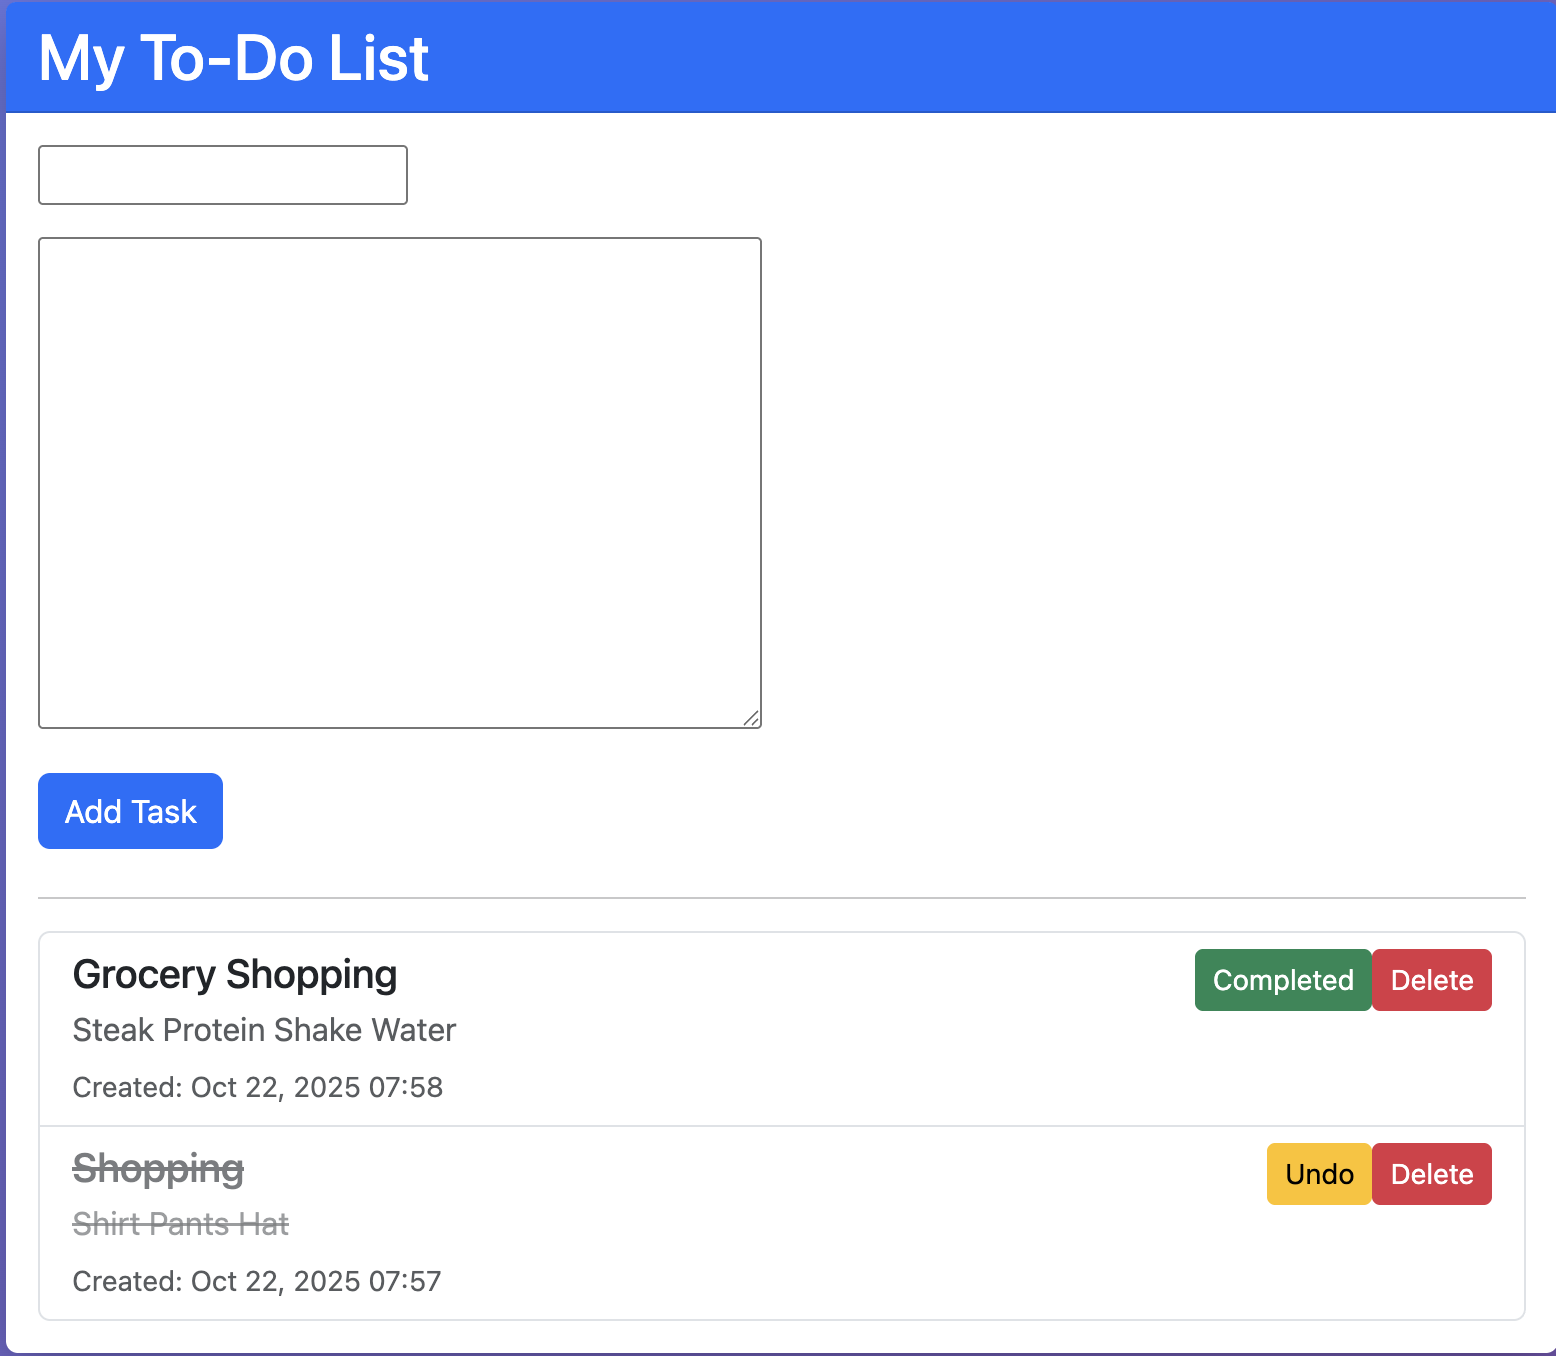 My To-Do List
Add Task
Grocery Shopping
Completed
Delete
Steak Protein Shake Water
Created: Oct 22, 2025 07:58
Shopping
Undo
Delete
Shirt Pants Hat
Created: Oct 22, 2025 07:57